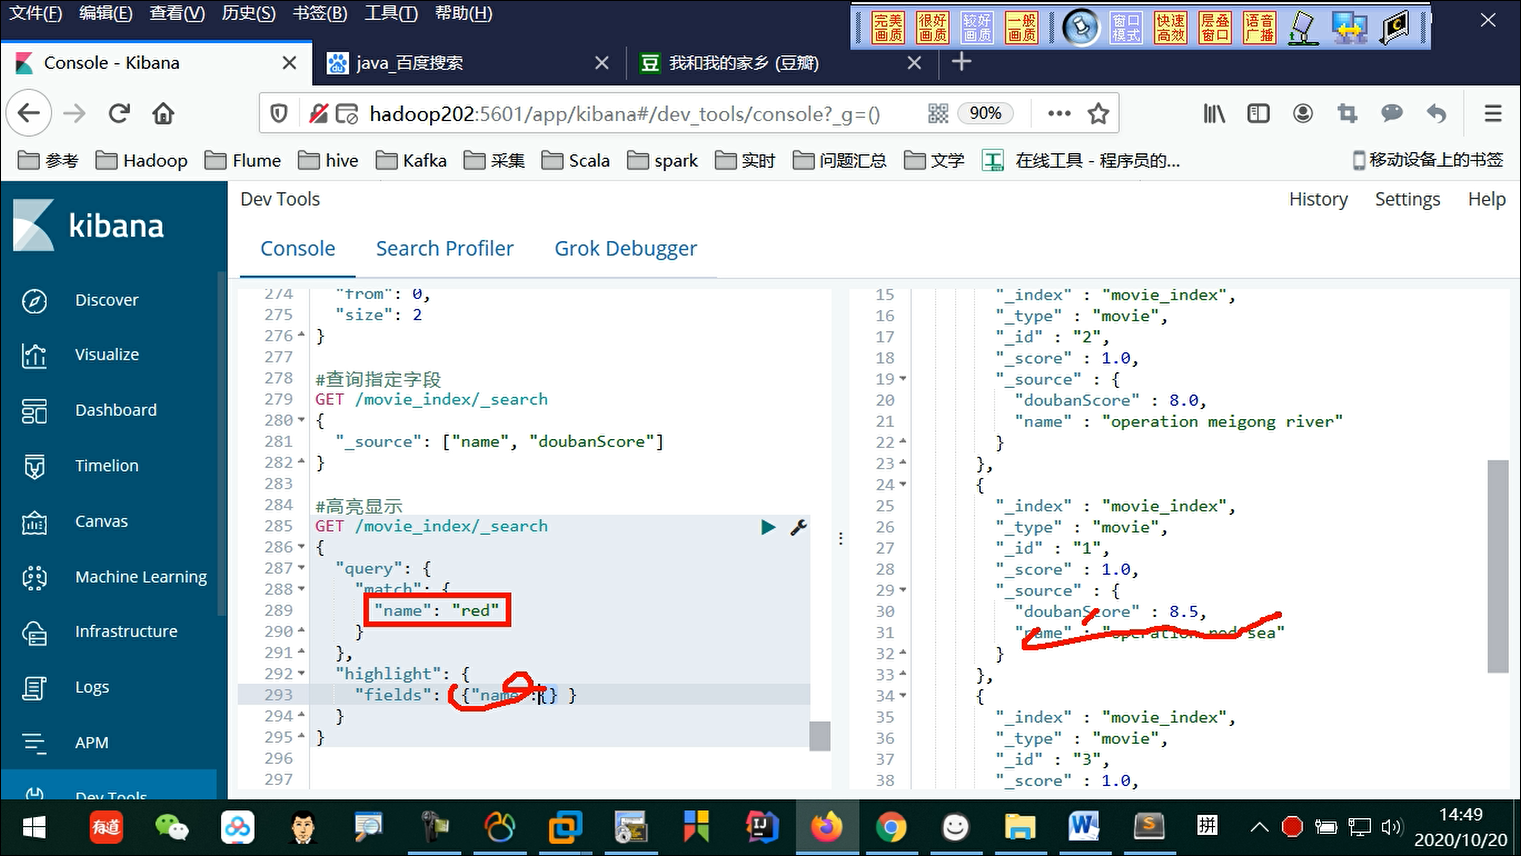 文件(F) 编辑(E) 查看(V) 历史(S) 书签(B) 工具(T) 帮助(H)
完美画质 很好画质 较好画质 一般画质 窗口模式 快速高效 层叠窗口 语音广播
Console - Kibana java_百度搜索 豆 我和我的家乡 (豆瓣)
hadoop202:5601/app/kibana#/dev_tools/console?_g=() 90%
参考 Hadoop Flume hive Kafka 采集 Scala spark 实时 问题汇总 文学 在线工具 - 程序员的... 移动设备上的书签
kibana
Discover
Visualize
Dashboard
Timelion
Canvas
Machine Learning
Infrastructure
Logs
APM
Dev Tools
Dev Tools History Settings Help
Console Search Profiler Grok Debugger
274 "from": 0,
275 "size": 2
276 }
277
278 #查询指定字段
279 GET /movie_index/_search
280 {
281 "_source": ["name", "doubanScore"]
282 }
283
284 #高亮显示
285 GET /movie_index/_search
286 {
287 "query": {
288 "match": {
289 "name": "red"
290 }
291 },
292 "highlight": {
293 "fields": {"name":{} }
294 }
295 }
296
297
15 "_index" : "movie_index",
16 "_type" : "movie",
17 "_id" : "2",
18 "_score" : 1.0,
19 "_source" : {
20 "doubanScore" : 8.0,
21 "name" : "operation meigong river"
22 }
23 },
24 {
25 "_index" : "movie_index",
26 "_type" : "movie",
27 "_id" : "1",
28 "_score" : 1.0,
29 "_source" : {
30 "doubanScore" : 8.5,
31 "name" : "operation red sea"
32 }
33 },
34 {
35 "_index" : "movie_index",
36 "_type" : "movie",
37 "_id" : "3",
38 "_score" : 1.0,
有道 拼 14:49
2020/10/20